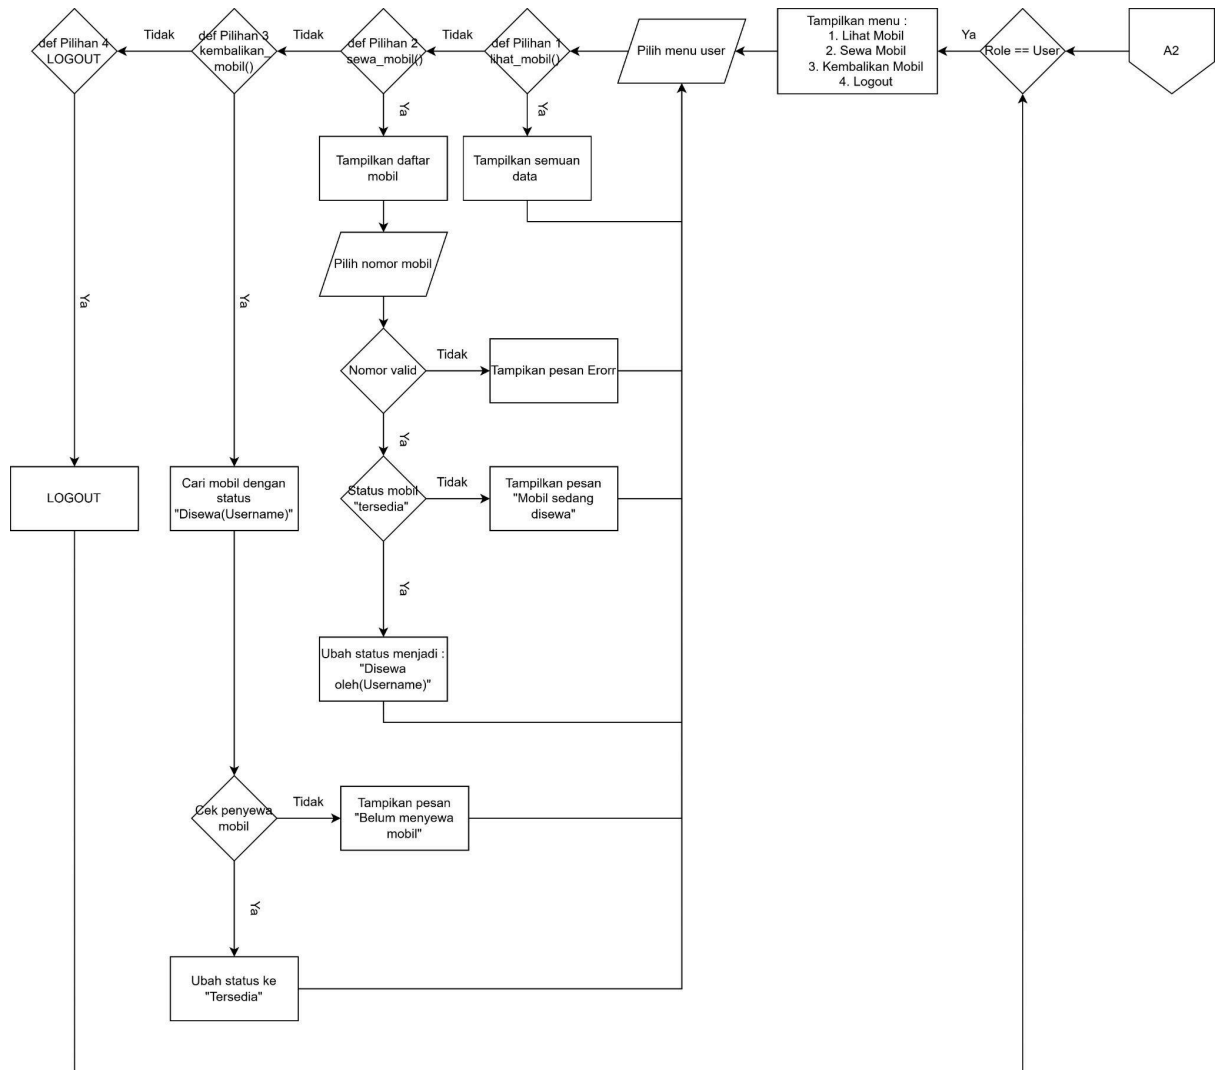 def Pilihan 4
LOGOUT
Tidak
def Pilihan 3
kembalikan_
mobil()
Tidak
def Pilihan 2
sewa_mobil()
Tidak
def Pilihan 1
lihat_mobil()
Pilih menu user
Tampilkan menu :
1. Lihat Mobil
2. Sewa Mobil
3. Kembalikan Mobil
4. Logout
Ya
Role == User
A2
Ya
Ya
Tampilkan daftar
mobil
Tampilkan semuan
data
Pilih nomor mobil
Ya
Ya
Nomor valid
Tidak
Tampikan pesan Erorr
Ya
LOGOUT
Cari mobil dengan
status
"Disewa(Username)"
Status mobil
"tersedia"
Tidak
Tampilkan pesan
"Mobil sedang
disewa"
Ya
Ubah status menjadi :
"Disewa
oleh(Username)"
Cek penyewa
mobil
Tidak
Tampikan pesan
"Belum menyewa
mobil"
Ya
Ubah status ke
"Tersedia"